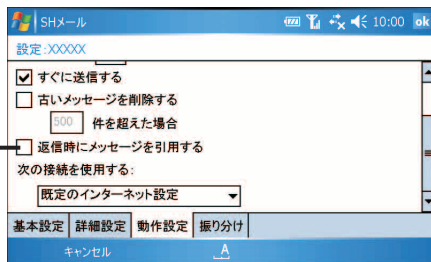 SHメール 10:00 ok
設定:XXXXX
すぐに送信する
古いメッセージを削除する
500 件を超えた場合
返信時にメッセージを引用する
次の接続を使用する:
既定のインターネット設定
基本設定 詳細設定 動作設定 振り分け
キャンセル A